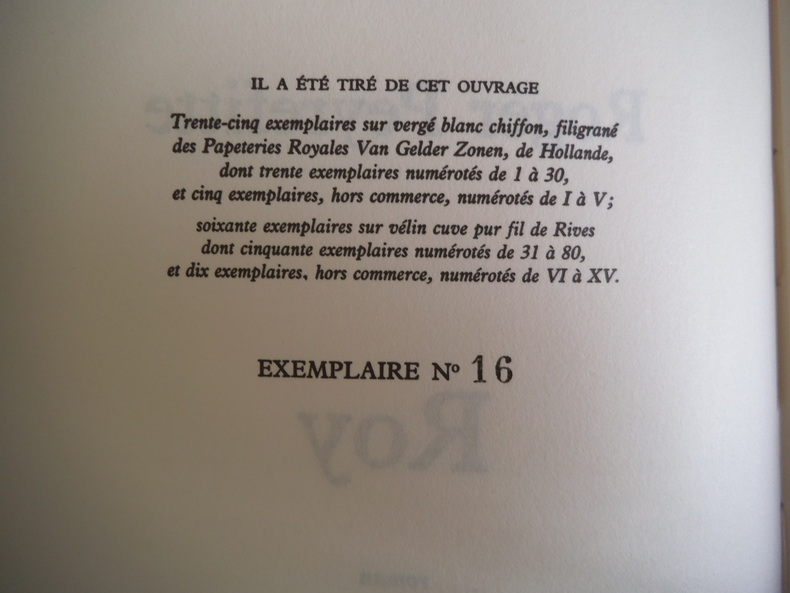 IL A ÉTÉ TIRÉ DE CET OUVRAGE
Trente-cinq exemplaires sur vergé blanc chiffon, filigrané
des Papeteries Royales Van Gelder Zonen, de Hollande,
dont trente exemplaires numérotés de 1 à 30,
et cinq exemplaires, hors commerce, numérotés de I à V;
soixante exemplaires sur vélin cuve pur fil de Rives
dont cinquante exemplaires numérotés de 31 à 80,
et dix exemplaires, hors commerce, numérotés de VI à XV.
EXEMPLAIRE Nº 16
Roy
roman